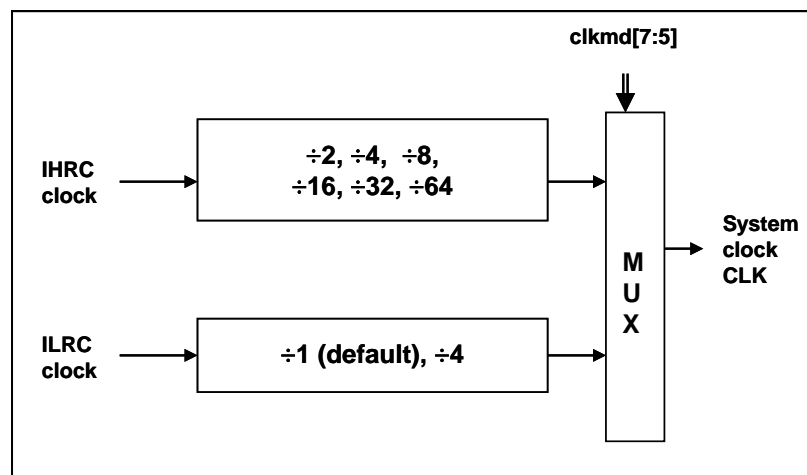 clkmd[7:5]
IHRC
clock
÷2, ÷4, ÷8,
÷16, ÷32, ÷64
System
clock
CLK
M
U
X
ILRC
clock
÷1 (default), ÷4